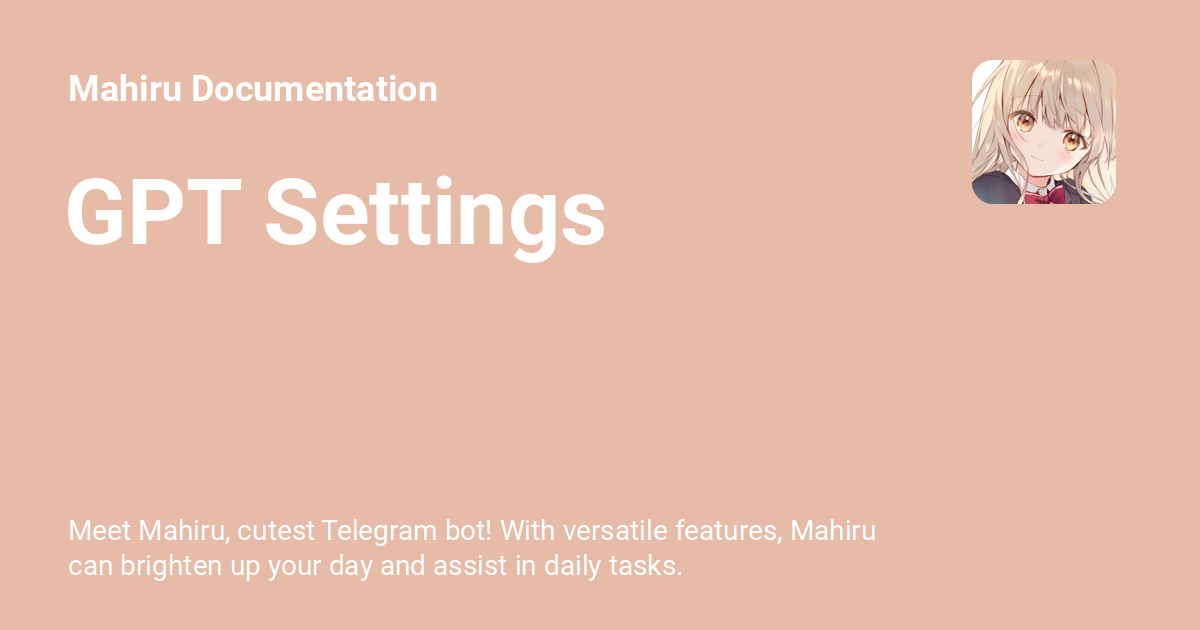 Mahiru Documentation
GPT Settings
Meet Mahiru, cutest Telegram bot! With versatile features, Mahiru
can brighten up your day and assist in daily tasks.